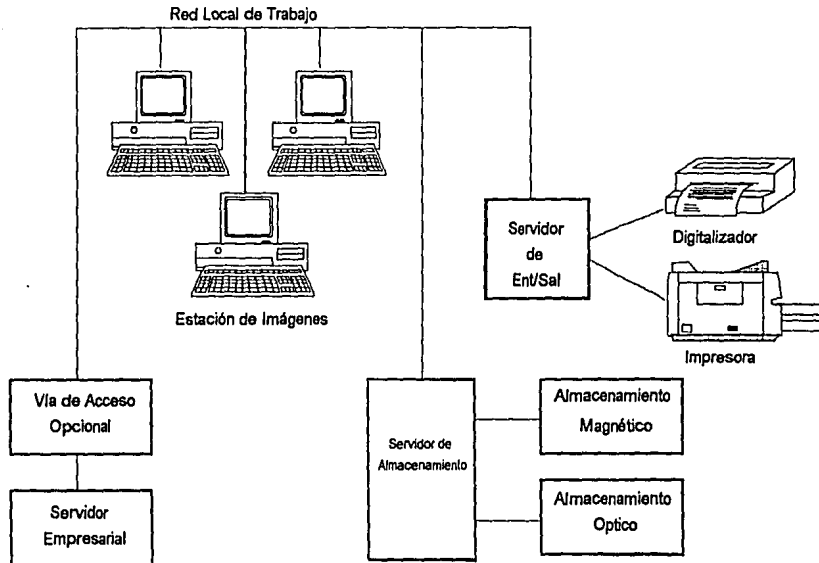 Red Local de Trabajo
Servidor
de
Ent/Sal
Digitalizador
Estación de Imágenes
Impresora
Vía de Acceso
Opcional
Servidor de
Almacenamiento
Almacenamiento
Magnético
Servidor
Empresarial
Almacenamiento
Optico